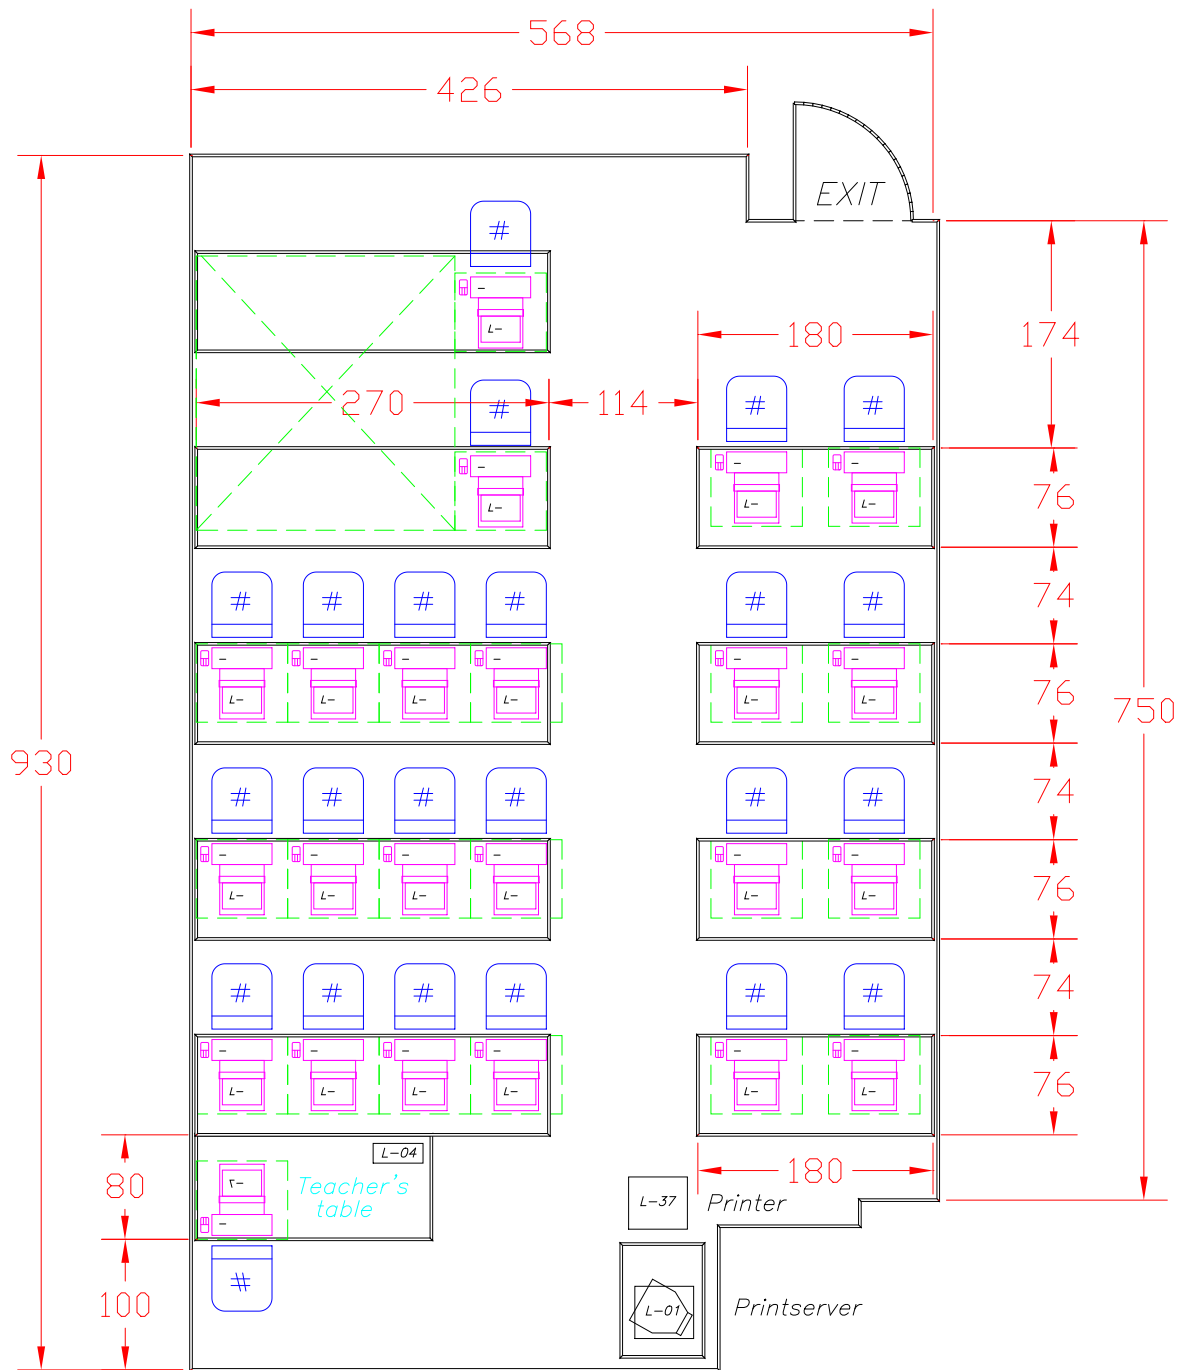 568
426
EXIT
#
-
L-
174
180
270
114
#
#
#
-
L-
-
L-
-
L-
76
74
#
#
#
#
#
#
-
L-
-
L-
-
L-
-
L-
-
L-
-
L-
76
750
930
74
#
#
#
#
#
#
-
L-
-
L-
-
L-
-
L-
-
L-
-
L-
76
74
#
#
#
#
#
#
-
L-
-
L-
-
L-
-
L-
-
L-
-
L-
76
L-04
80
L-
-
Teacher's
table
180
L-37
Printer
#
100
L-01
Printserver